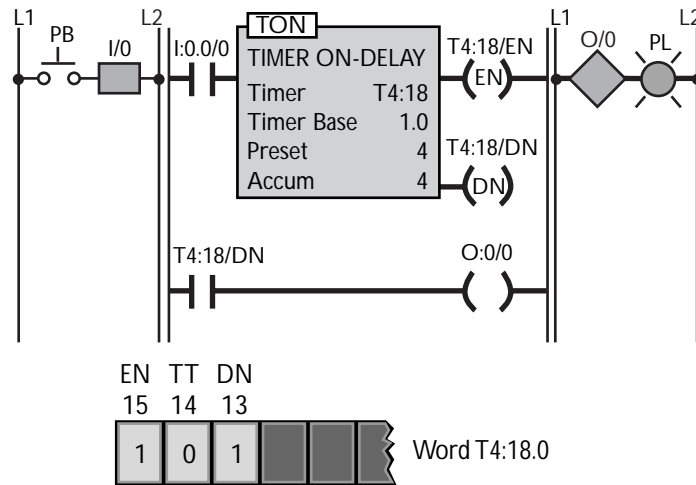 L1 L2 L1 L2
PB I/0 I:0.0/0 TON T4:18/EN O/0 PL
TIMER ON-DELAY EN
Timer T4:18
Timer Base 1.0
Preset 4 T4:18/DN
Accum 4 DN
T4:18/DN O:0/0
EN TT DN
15 14 13
1 0 1 Word T4:18.0